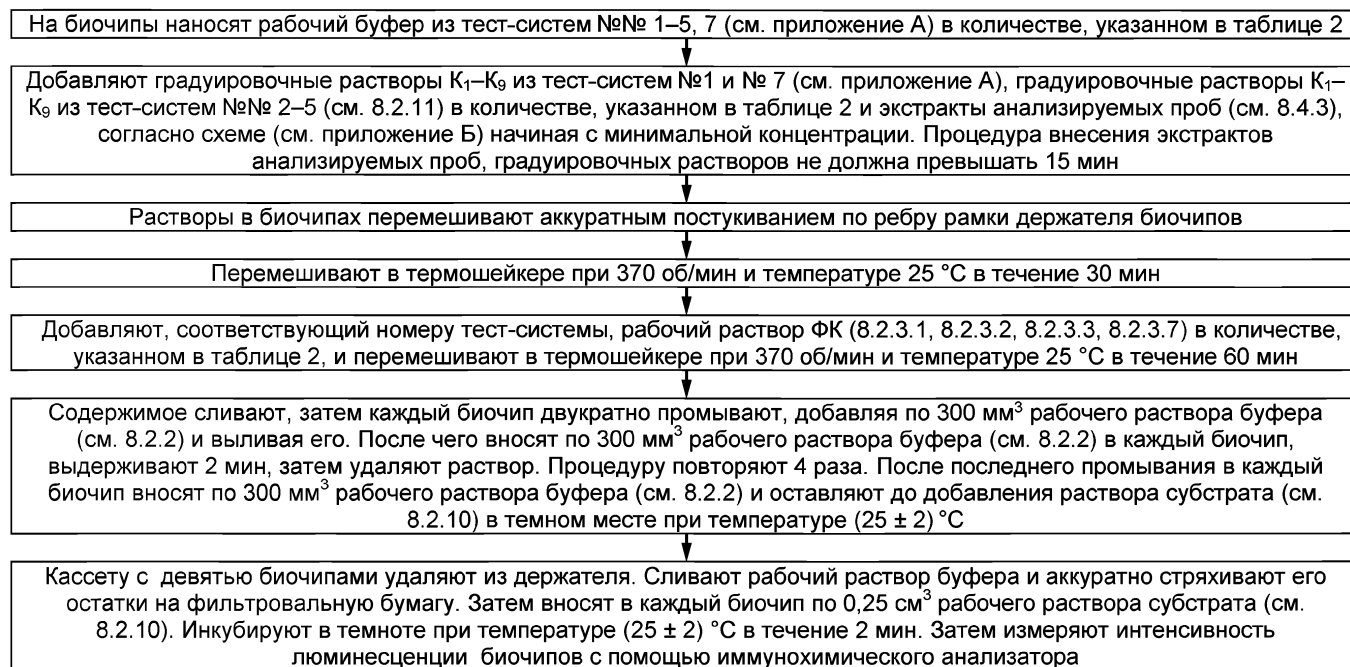 На биочипы наносят рабочий буфер из тест-систем №№ 1–5, 7 (см. приложение А) в количестве, указанном в таблице 2
Добавляют градуировочные растворы К₁–К₉ из тест-систем №1 и № 7 (см. приложение А), градуировочные растворы К₁–
К₉ из тест-систем №№ 2–5 (см. 8.2.11) в количестве, указанном в таблице 2 и экстракты анализируемых проб (см. 8.4.3),
согласно схеме (см. приложение Б) начиная с минимальной концентрации. Процедура внесения экстрактов
анализируемых проб, градуировочных растворов не должна превышать 15 мин
Растворы в биочипах перемешивают аккуратным постукиванием по ребру рамки держателя биочипов
Перемешивают в термошейкере при 370 об/мин и температуре 25 °С в течение 30 мин
Добавляют, соответствующий номеру тест-системы, рабочий раствор ФК (8.2.3.1, 8.2.3.2, 8.2.3.3, 8.2.3.7) в количестве,
указанном в таблице 2, и перемешивают в термошейкере при 370 об/мин и температуре 25 °С в течение 60 мин
Содержимое сливают, затем каждый биочип двукратно промывают, добавляя по 300 мм³ рабочего раствора буфера
(см. 8.2.2) и выливая его. После чего вносят по 300 мм³ рабочего раствора буфера (см. 8.2.2) в каждый биочип,
выдерживают 2 мин, затем удаляют раствор. Процедуру повторяют 4 раза. После последнего промывания в каждый
биочип вносят по 300 мм³ рабочего раствора буфера (см. 8.2.2) и оставляют до добавления раствора субстрата (см.
8.2.10) в темном месте при температуре (25 ± 2) °С
Кассету с девятью биочипами удаляют из держателя. Сливают рабочий раствор буфера и аккуратно стряхивают его
остатки на фильтровальную бумагу. Затем вносят в каждый биочип по 0,25 см³ рабочего раствора субстрата (см.
8.2.10). Инкубируют в темноте при температуре (25 ± 2) °С в течение 2 мин. Затем измеряют интенсивность
люминесценции биочипов с помощью иммунохимического анализатора